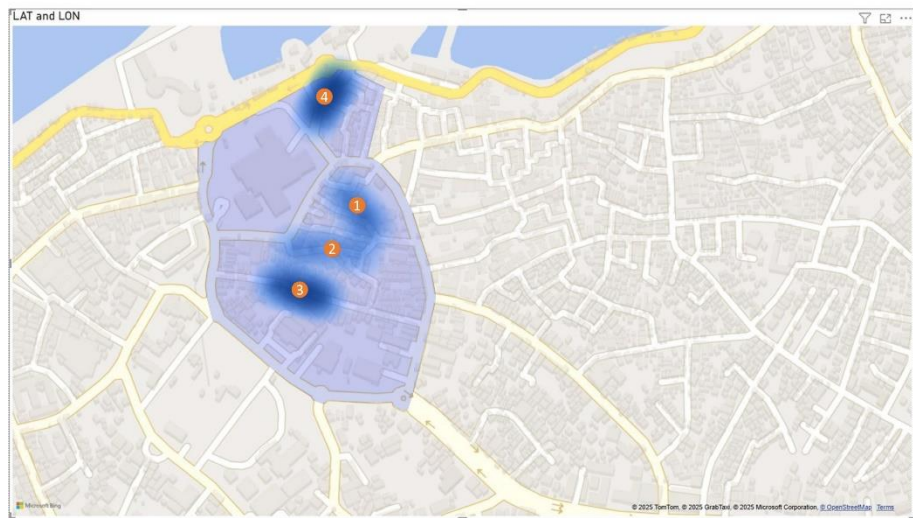 LAT and LON
4
1
2
3
Microsoft Bing
© 2025 TomTom, © 2025 GrabTaxi, © 2025 Microsoft Corporation, © OpenStreetMap Terms